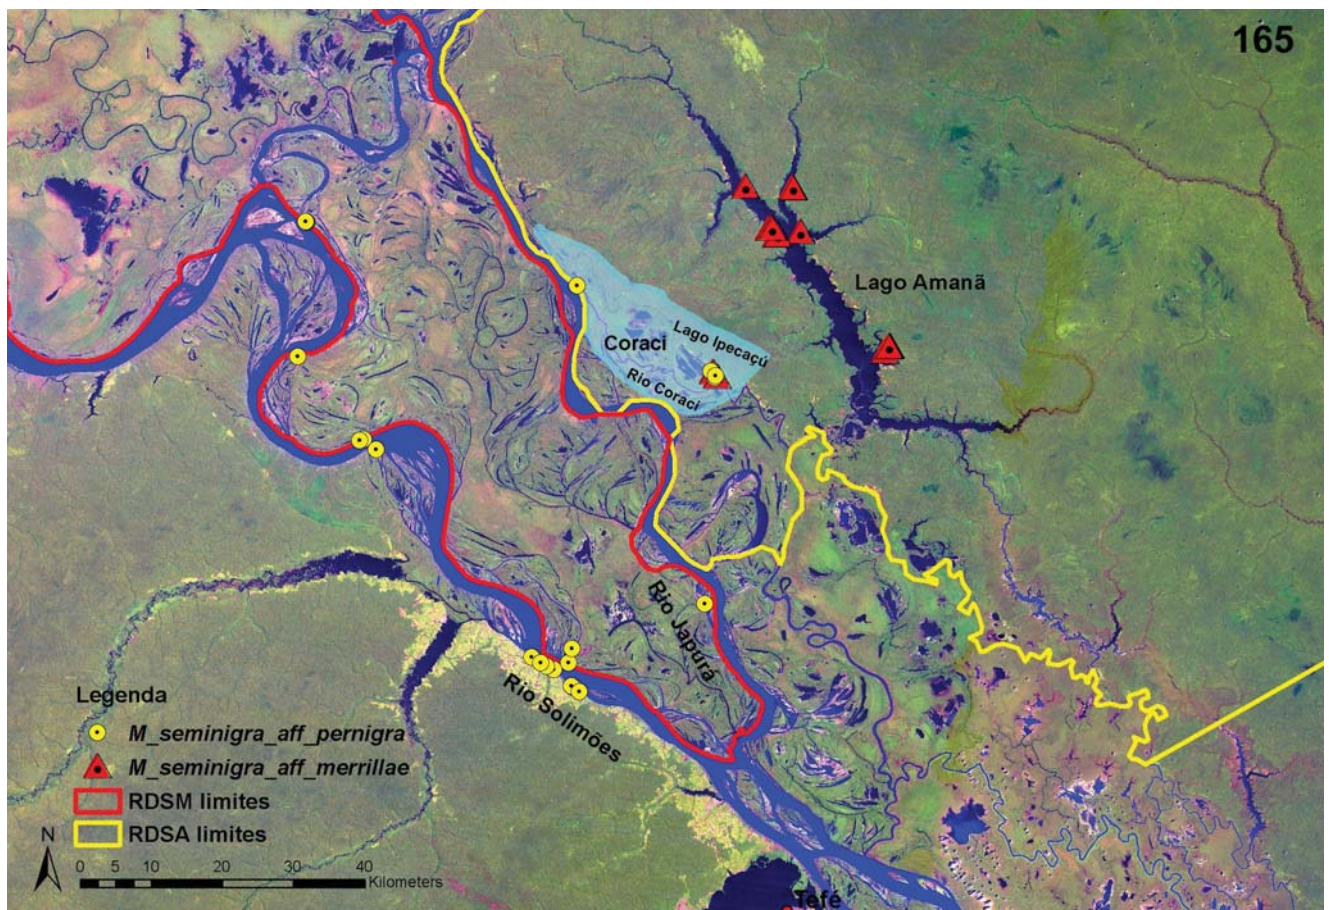 165
Lago Amanã
Lago Ipecaçú
Coraci
Rio Coraci
Rio Japurá
Rio Solimões
Legenda
M_seminigra_aff_pernigra
M_seminigra_aff_merrillae
RDSM limites
RDSA limites
N
0 5 10 20 30 40
Kilometers
Tefé